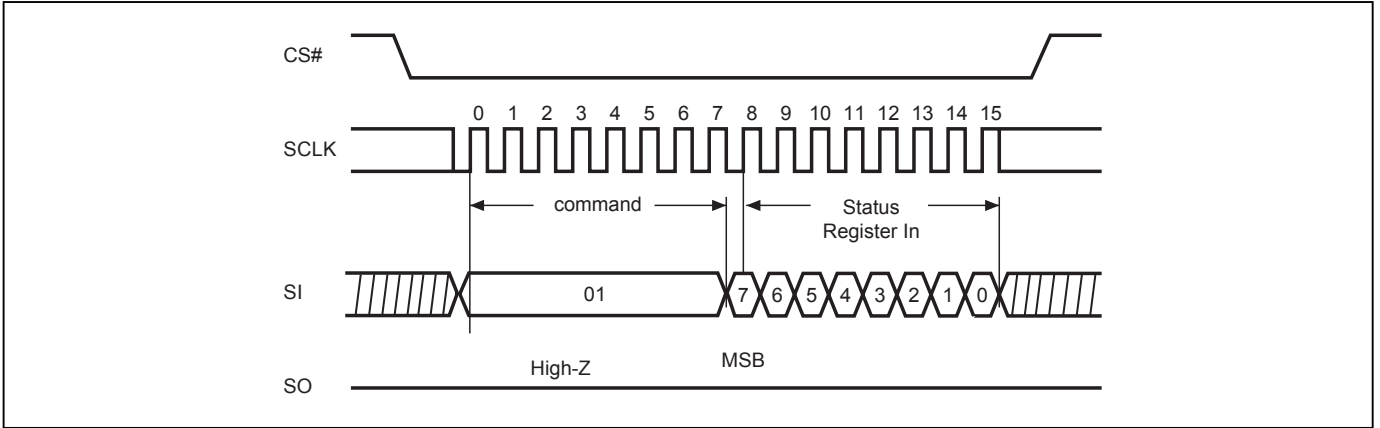 CS#
0 1 2 3 4 5 6 7 8 9 10 11 12 13 14 15
SCLK
command
Status
Register In
SI
01
7 6 5 4 3 2 1 0
High-Z
MSB
SO